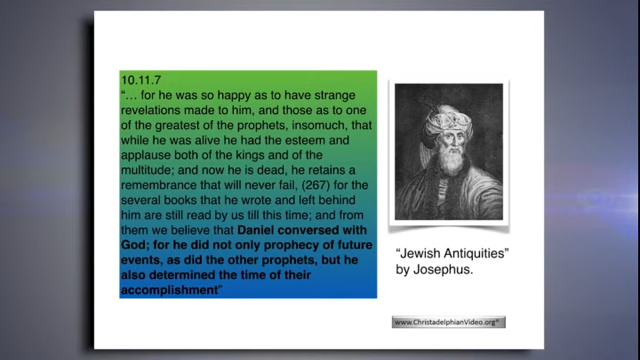 10.11.7
“… for he was so happy as to have strange
revelations made to him, and those as to one
of the greatest of the prophets, insomuch, that
while he was alive he had the esteem and
applause both of the kings and of the
multitude; and now he is dead, he retains a
remembrance that will never fail, (267) for the
several books that he wrote and left behind
him are still read by us till this time; and from
them we believe that Daniel conversed with
God; for he did not only prophecy of future
events, as did the other prophets, but he
also determined the time of their
accomplishment”
“Jewish Antiquities”
by Josephus.
www.ChristadelphianVideo.org™